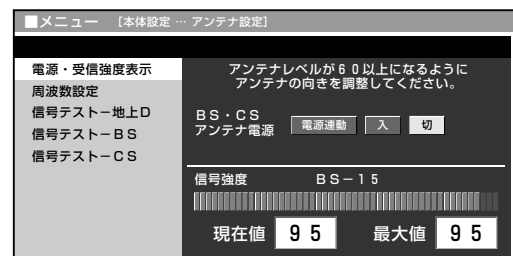 ■メニュー [本体設定 … アンテナ設定]
電源・受信強度表示
周波数設定
信号テストー地上D
信号テストーBS
信号テストーCS
アンテナレベルが60以上になるように
アンテナの向きを調整してください。
BS・CS
アンテナ電源 電源連動 入 切
信号強度 BS-15
現在値 95 最大値 95